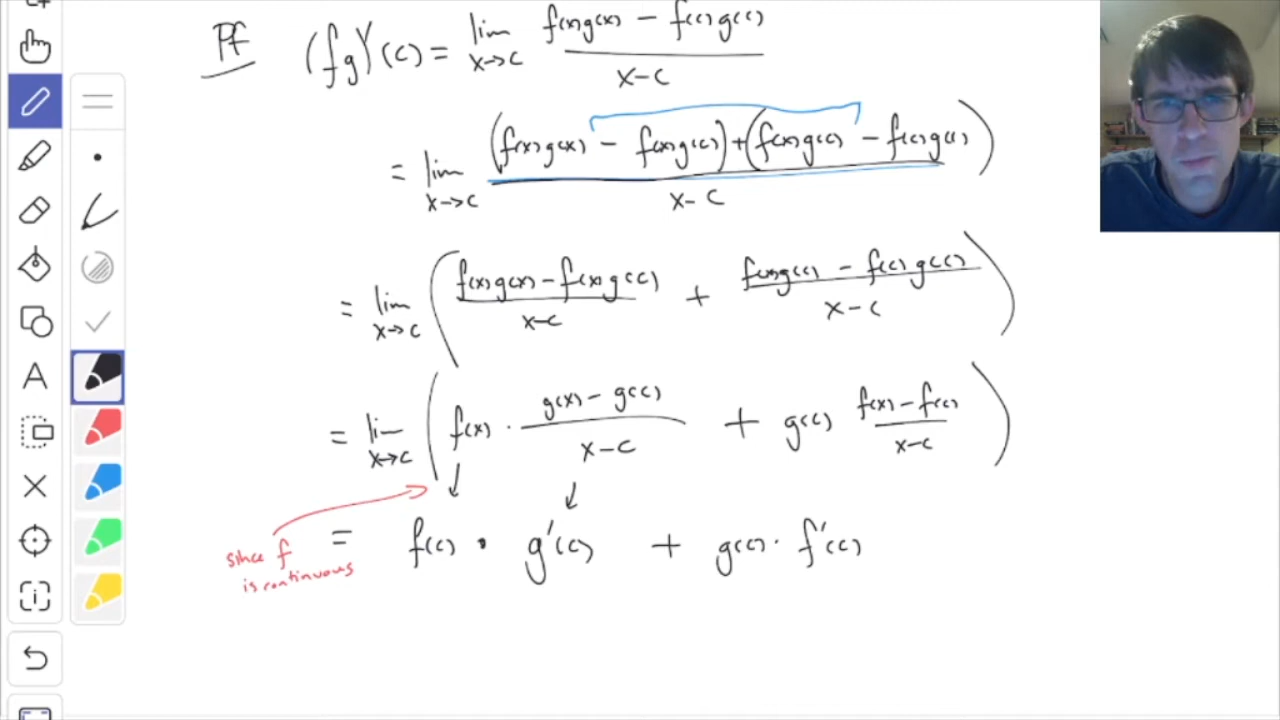 Pf (fg)'(c) = lim x→c f(x)g(x) - f(c)g(c) / x-c
= lim x→c (f(x)g(x) - f(x)g(c)) + (f(x)g(c) - f(c)g(c)) / x-c
= lim x→c ( f(x)g(x) - f(x)g(c) / x-c + f(x)g(c) - f(c)g(c) / x-c )
= lim x→c ( f(x) · g(x) - g(c) / x-c + g(c) f(x) - f(c) / x-c )
= f(c) · g'(c) + g(c) · f'(c)
since f
is continuous